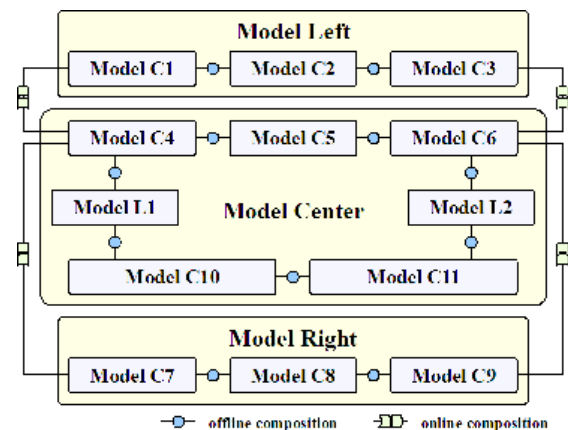 Model Left
Model C1 Model C2 Model C3
Model C4 Model C5 Model C6
Model L1 Model Center Model L2
Model C10 Model C11
Model Right
Model C7 Model C8 Model C9
offline composition online composition